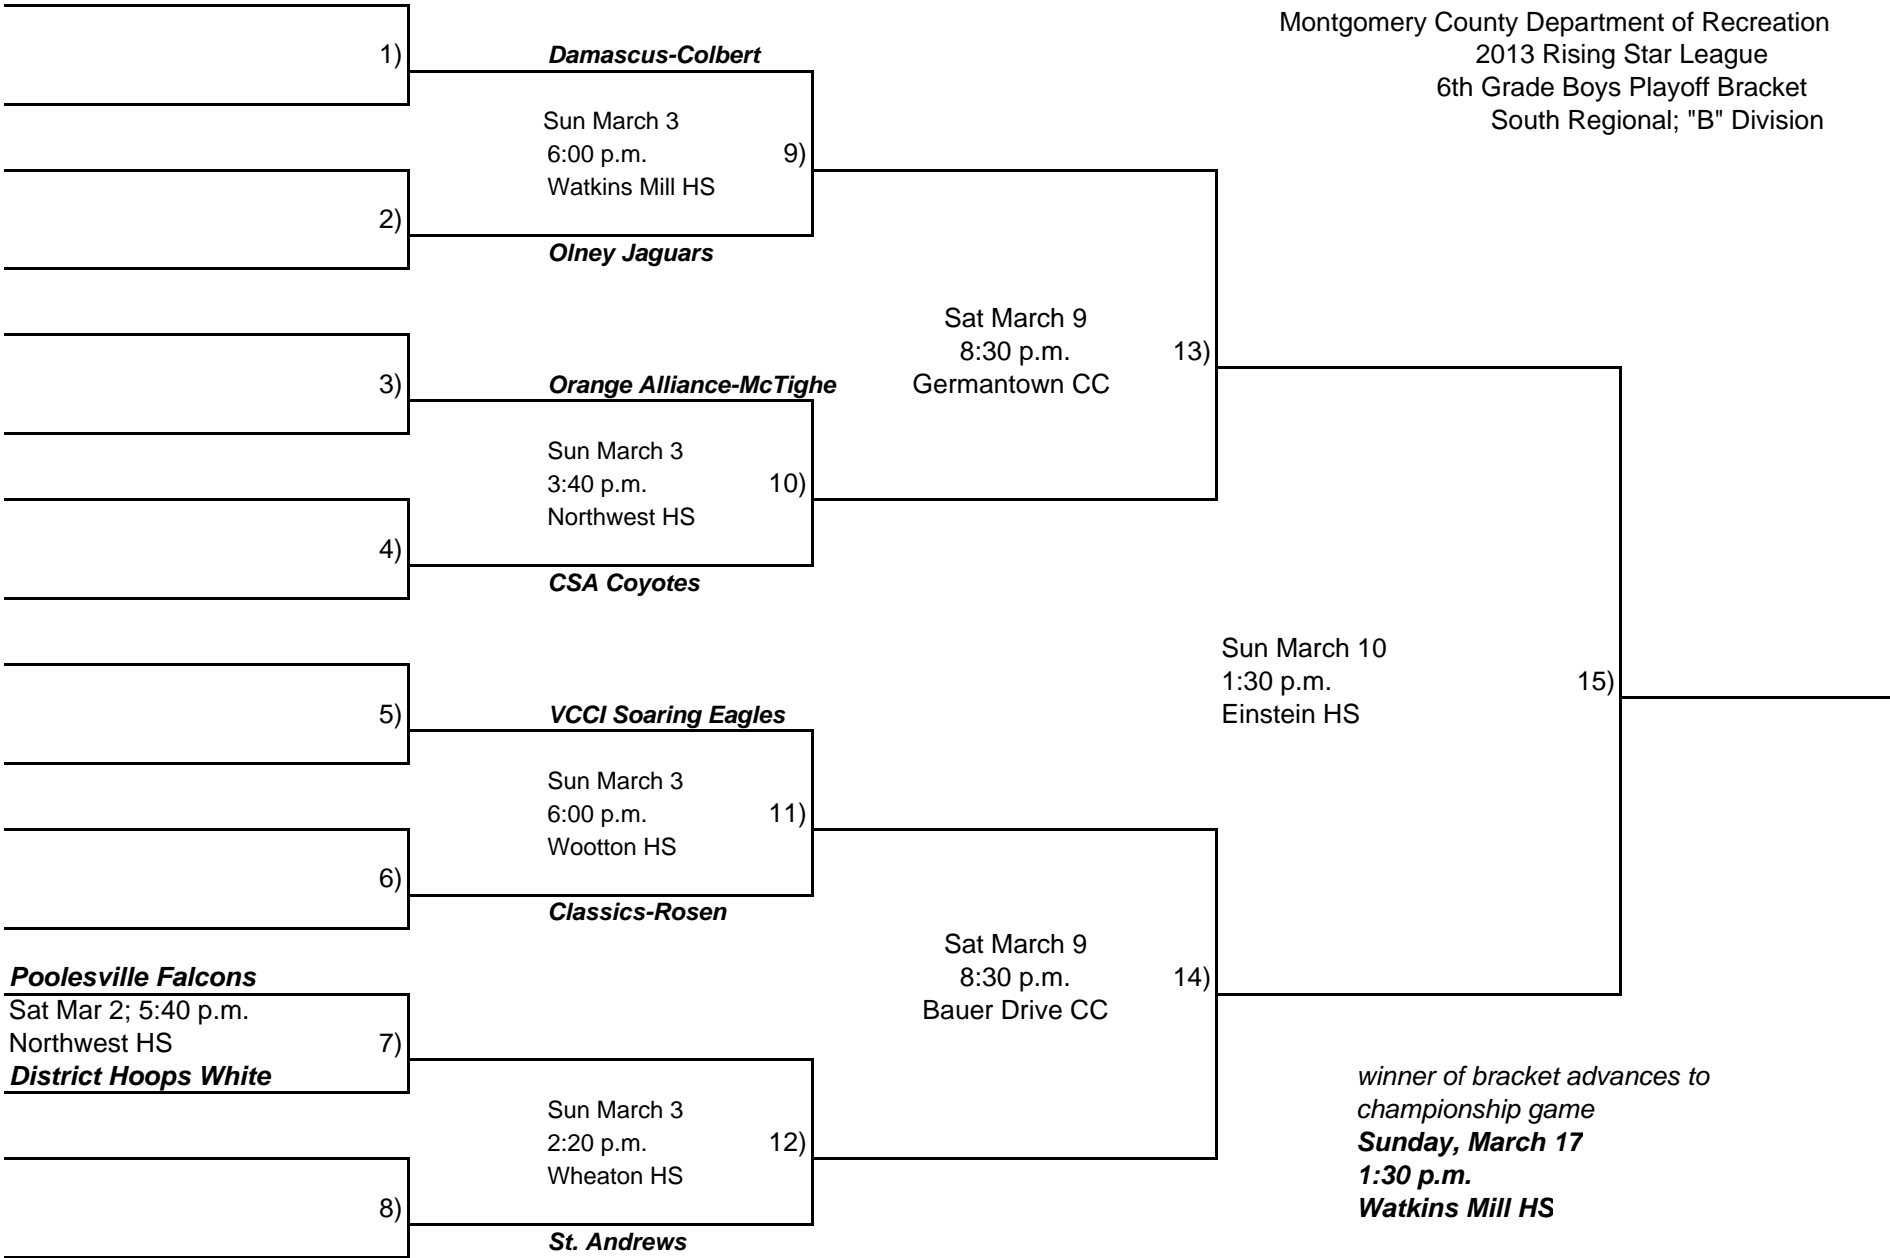 Montgomery County Department of Recreation
2013 Rising Star League
6th Grade Boys Playoff Bracket
South Regional; "B" Division
1)
Damascus-Colbert
Sun March 3
6:00 p.m.
9)
Watkins Mill HS
2)
Olney Jaguars
Sat March 9
8:30 p.m.
13)
Germantown CC
3)
Orange Alliance-McTighe
Sun March 3
3:40 p.m.
10)
Northwest HS
4)
CSA Coyotes
Sun March 10
1:30 p.m.
15)
Einstein HS
5)
VCCI Soaring Eagles
Sun March 3
6:00 p.m.
11)
Wootton HS
6)
Classics-Rosen
Sat March 9
8:30 p.m.
14)
Bauer Drive CC
Poolesville Falcons
Sat Mar 2; 5:40 p.m.
Northwest HS
7)
District Hoops White
Sun March 3
2:20 p.m.
12)
Wheaton HS
8)
St. Andrews
winner of bracket advances to
championship game
Sunday, March 17
1:30 p.m.
Watkins Mill HS